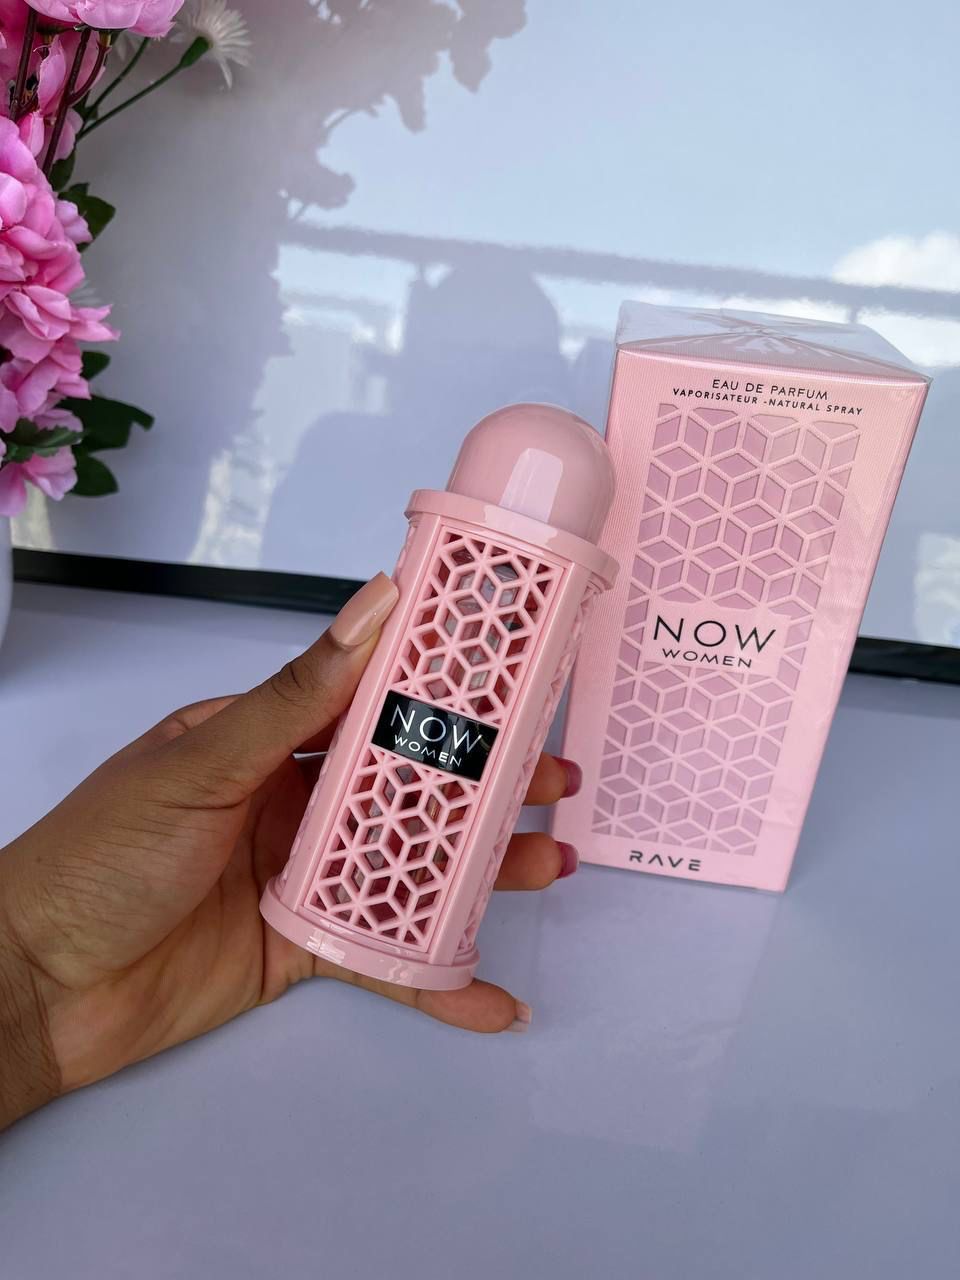 EAU DE PARFUM
VAPORISATEUR -NATURAL SPRAY
NOW
WOMEN
RAVE
NOW
WOMEN